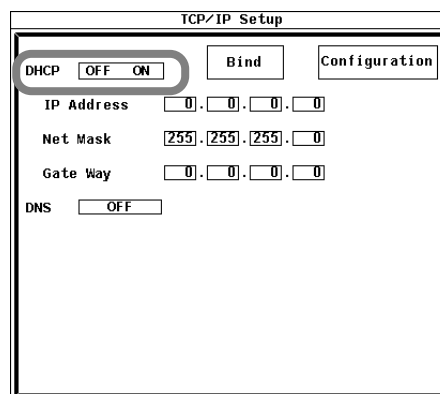 TCP/IP Setup
DHCP OFF ON Bind Configuration
IP Address 0. 0. 0. 0
Net Mask 255. 255. 255. 0
Gate Way 0. 0. 0. 0
DNS OFF